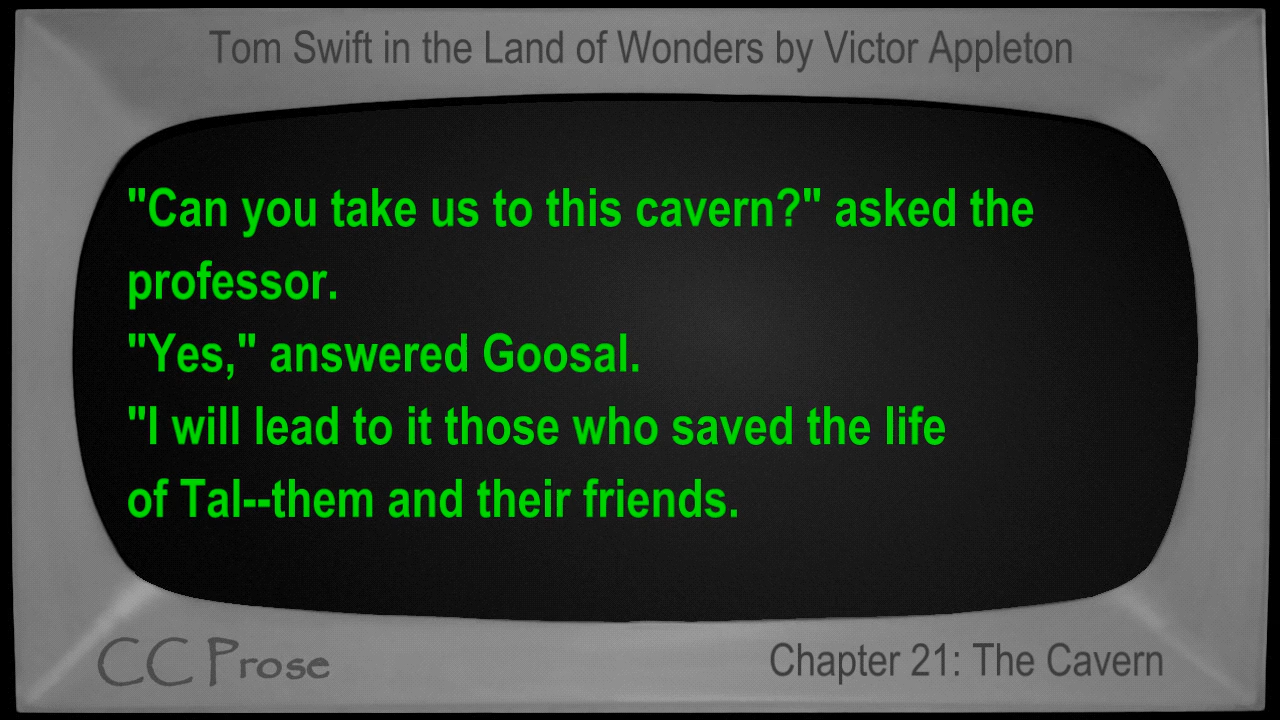 Tom Swift in the Land of Wonders by Victor Appleton
"Can you take us to this cavern?" asked the
professor.
"Yes," answered Goosal.
"I will lead to it those who saved the life
of Tal--them and their friends.
CC Prose
Chapter 21: The Cavern